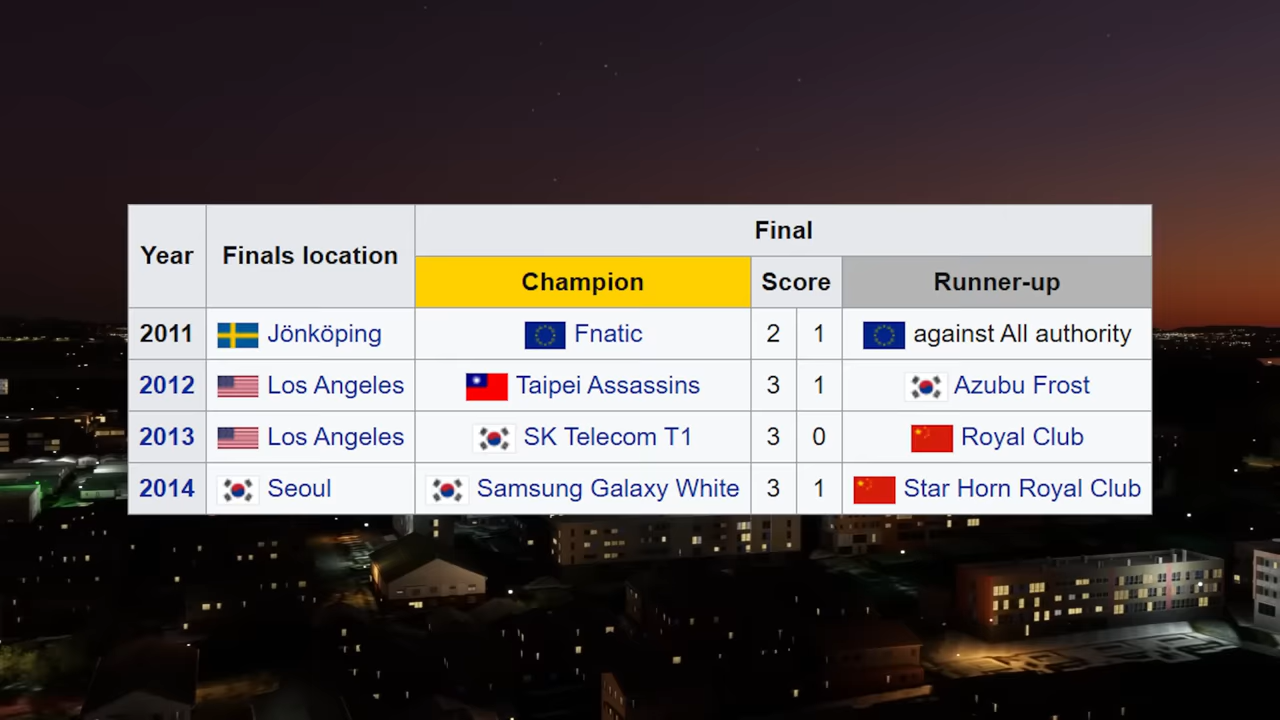 Year Finals location Final
Champion Score Runner-up
2011 Jönköping Fnatic 2 1 against All authority
2012 Los Angeles Taipei Assassins 3 1 Azubu Frost
2013 Los Angeles SK Telecom T1 3 0 Royal Club
2014 Seoul Samsung Galaxy White 3 1 Star Horn Royal Club